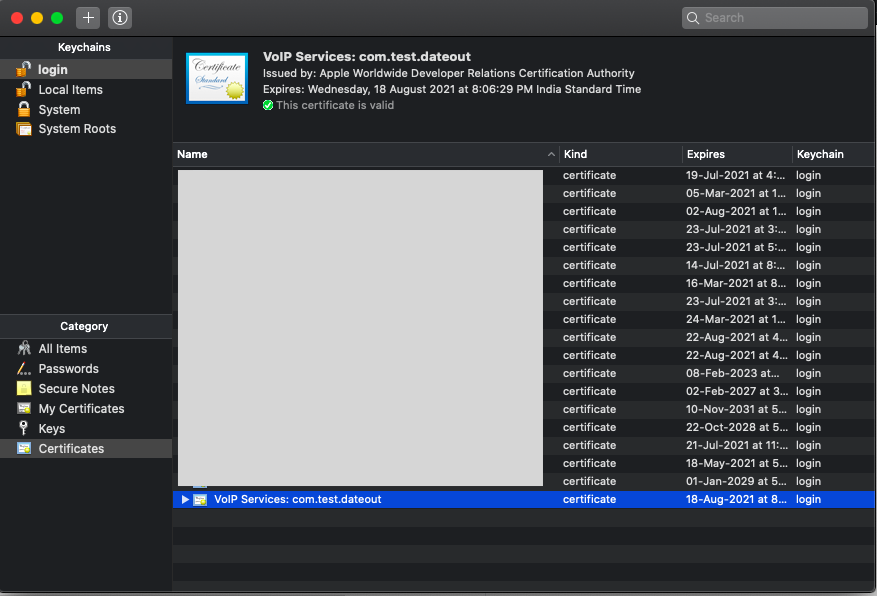 Search
Keychains
login
Local Items
System
System Roots
Category
All Items
Passwords
Secure Notes
My Certificates
Keys
Certificates
Certificate
Standard
VoIP Services: com.test.dateout
Issued by: Apple Worldwide Developer Relations Certification Authority
Expires: Wednesday, 18 August 2021 at 8:06:29 PM India Standard Time
This certificate is valid
Name Kind Expires Keychain
certificate 19-Jul-2021 at 4:... login
certificate 05-Mar-2021 at 1... login
certificate 02-Aug-2021 at 1... login
certificate 23-Jul-2021 at 3:... login
certificate 23-Jul-2021 at 5:... login
certificate 14-Jul-2021 at 8:... login
certificate 16-Mar-2021 at 8... login
certificate 23-Jul-2021 at 3:... login
certificate 24-Mar-2021 at 1... login
certificate 22-Aug-2021 at 4... login
certificate 22-Aug-2021 at 4... login
certificate 08-Feb-2023 at... login
certificate 02-Feb-2027 at 3... login
certificate 10-Nov-2031 at 5... login
certificate 22-Oct-2028 at 5... login
certificate 21-Jul-2021 at 11:... login
certificate 18-May-2021 at 5... login
certificate 01-Jan-2029 at 5... login
VoIP Services: com.test.dateout certificate 18-Aug-2021 at 8... login